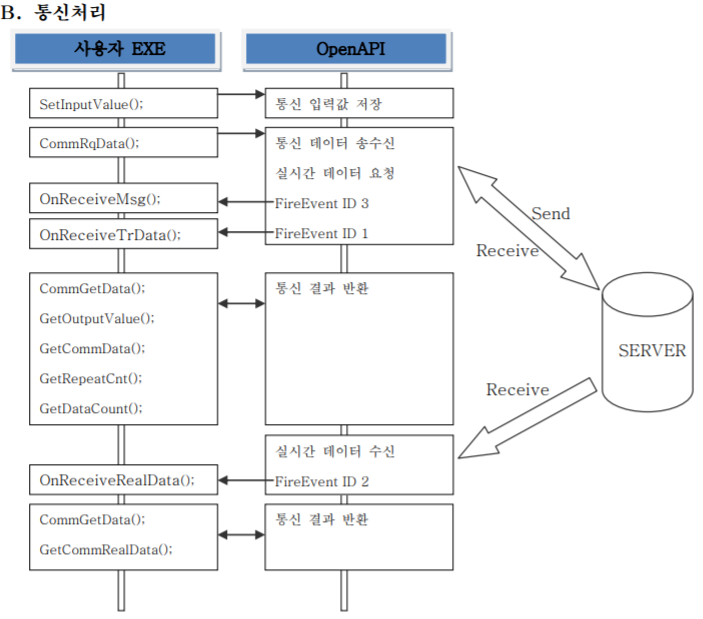 B. 통신처리
사용자 EXE
OpenAPI
SetInputValue();
통신 입력값 저장
CommRqData();
통신 데이터 송수신
실시간 데이터 요청
OnReceiveMsg();
FireEvent ID 3
OnReceiveTrData();
FireEvent ID 1
Send
Receive
CommGetData();
통신 결과 반환
GetOutputValue();
GetCommData();
GetRepeatCnt();
GetDataCount();
SERVER
Receive
실시간 데이터 수신
OnReceiveRealData();
FireEvent ID 2
CommGetData();
통신 결과 반환
GetCommRealData();